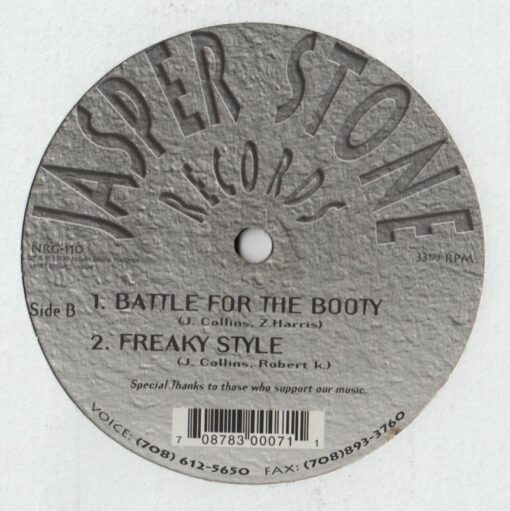 JASPER STONE
RECORDS
NRG-110
33 1/3 RPM
Side B
1. BATTLE FOR THE BOOTY
(J. Collins, Z.Harris)
2. FREAKY STYLE
(J. Collins, Robert k.)
Special Thanks to those who support our music.
7 08783 00071 1
VOICE: (708) 612-5650 FAX: (708)893-3760